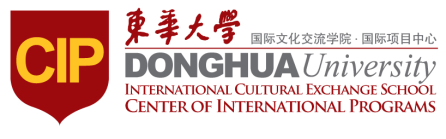 CIP
東華大學
国际文化交流学院·国际项目中心
DONGHUA University
INTERNATIONAL CULTURAL EXCHANGE SCHOOL
CENTER OF INTERNATIONAL PROGRAMS